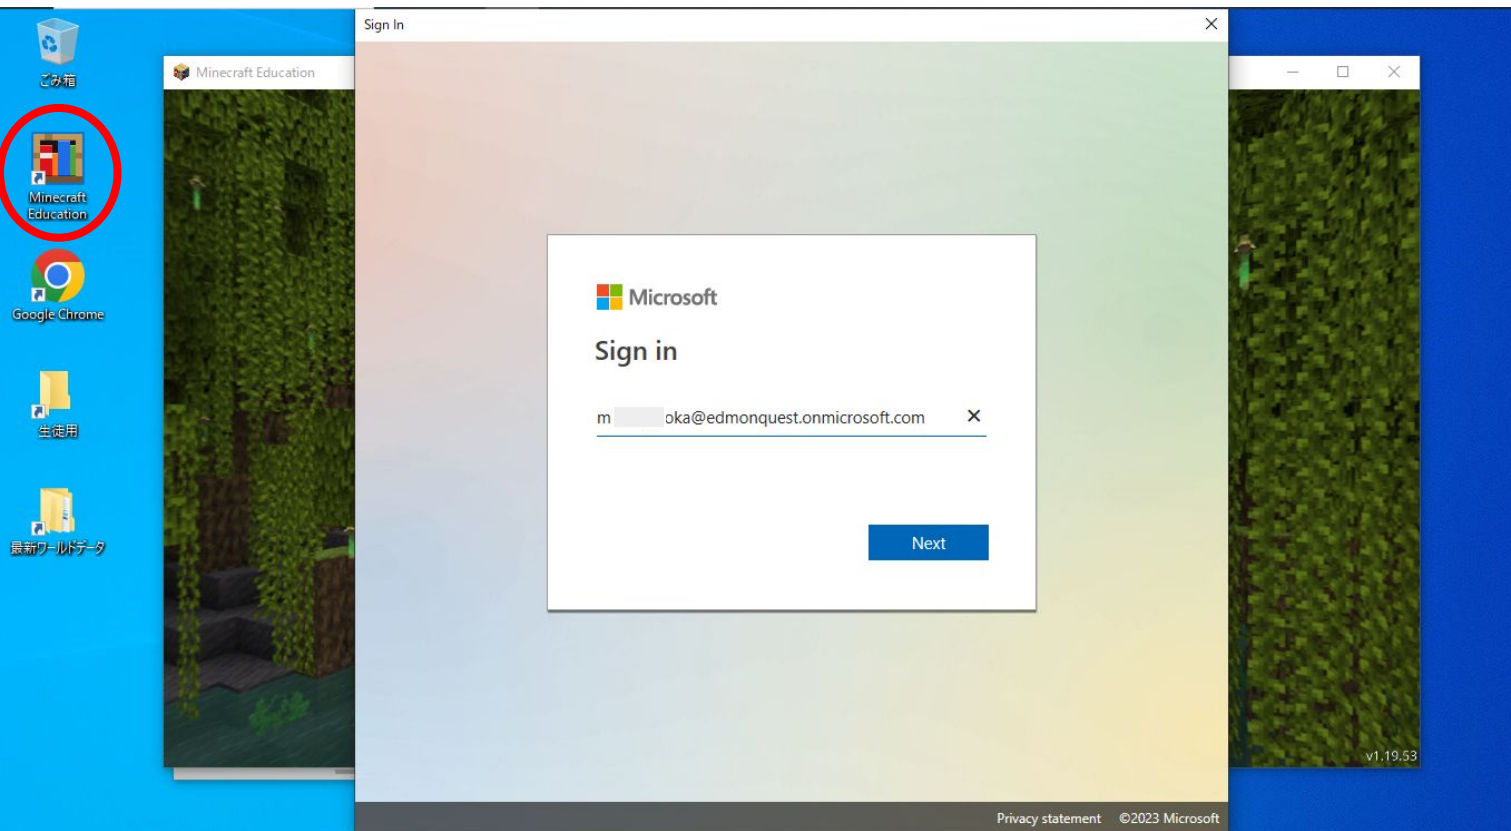 Sign In
ごみ箱
Minecraft Education
Minecraft
Education
Google Chrome
生徒用
最新ワールドデータ
Microsoft
Sign in
m oka@edmonquest.onmicrosoft.com
Next
v1.19.53
Privacy statement ©2023 Microsoft